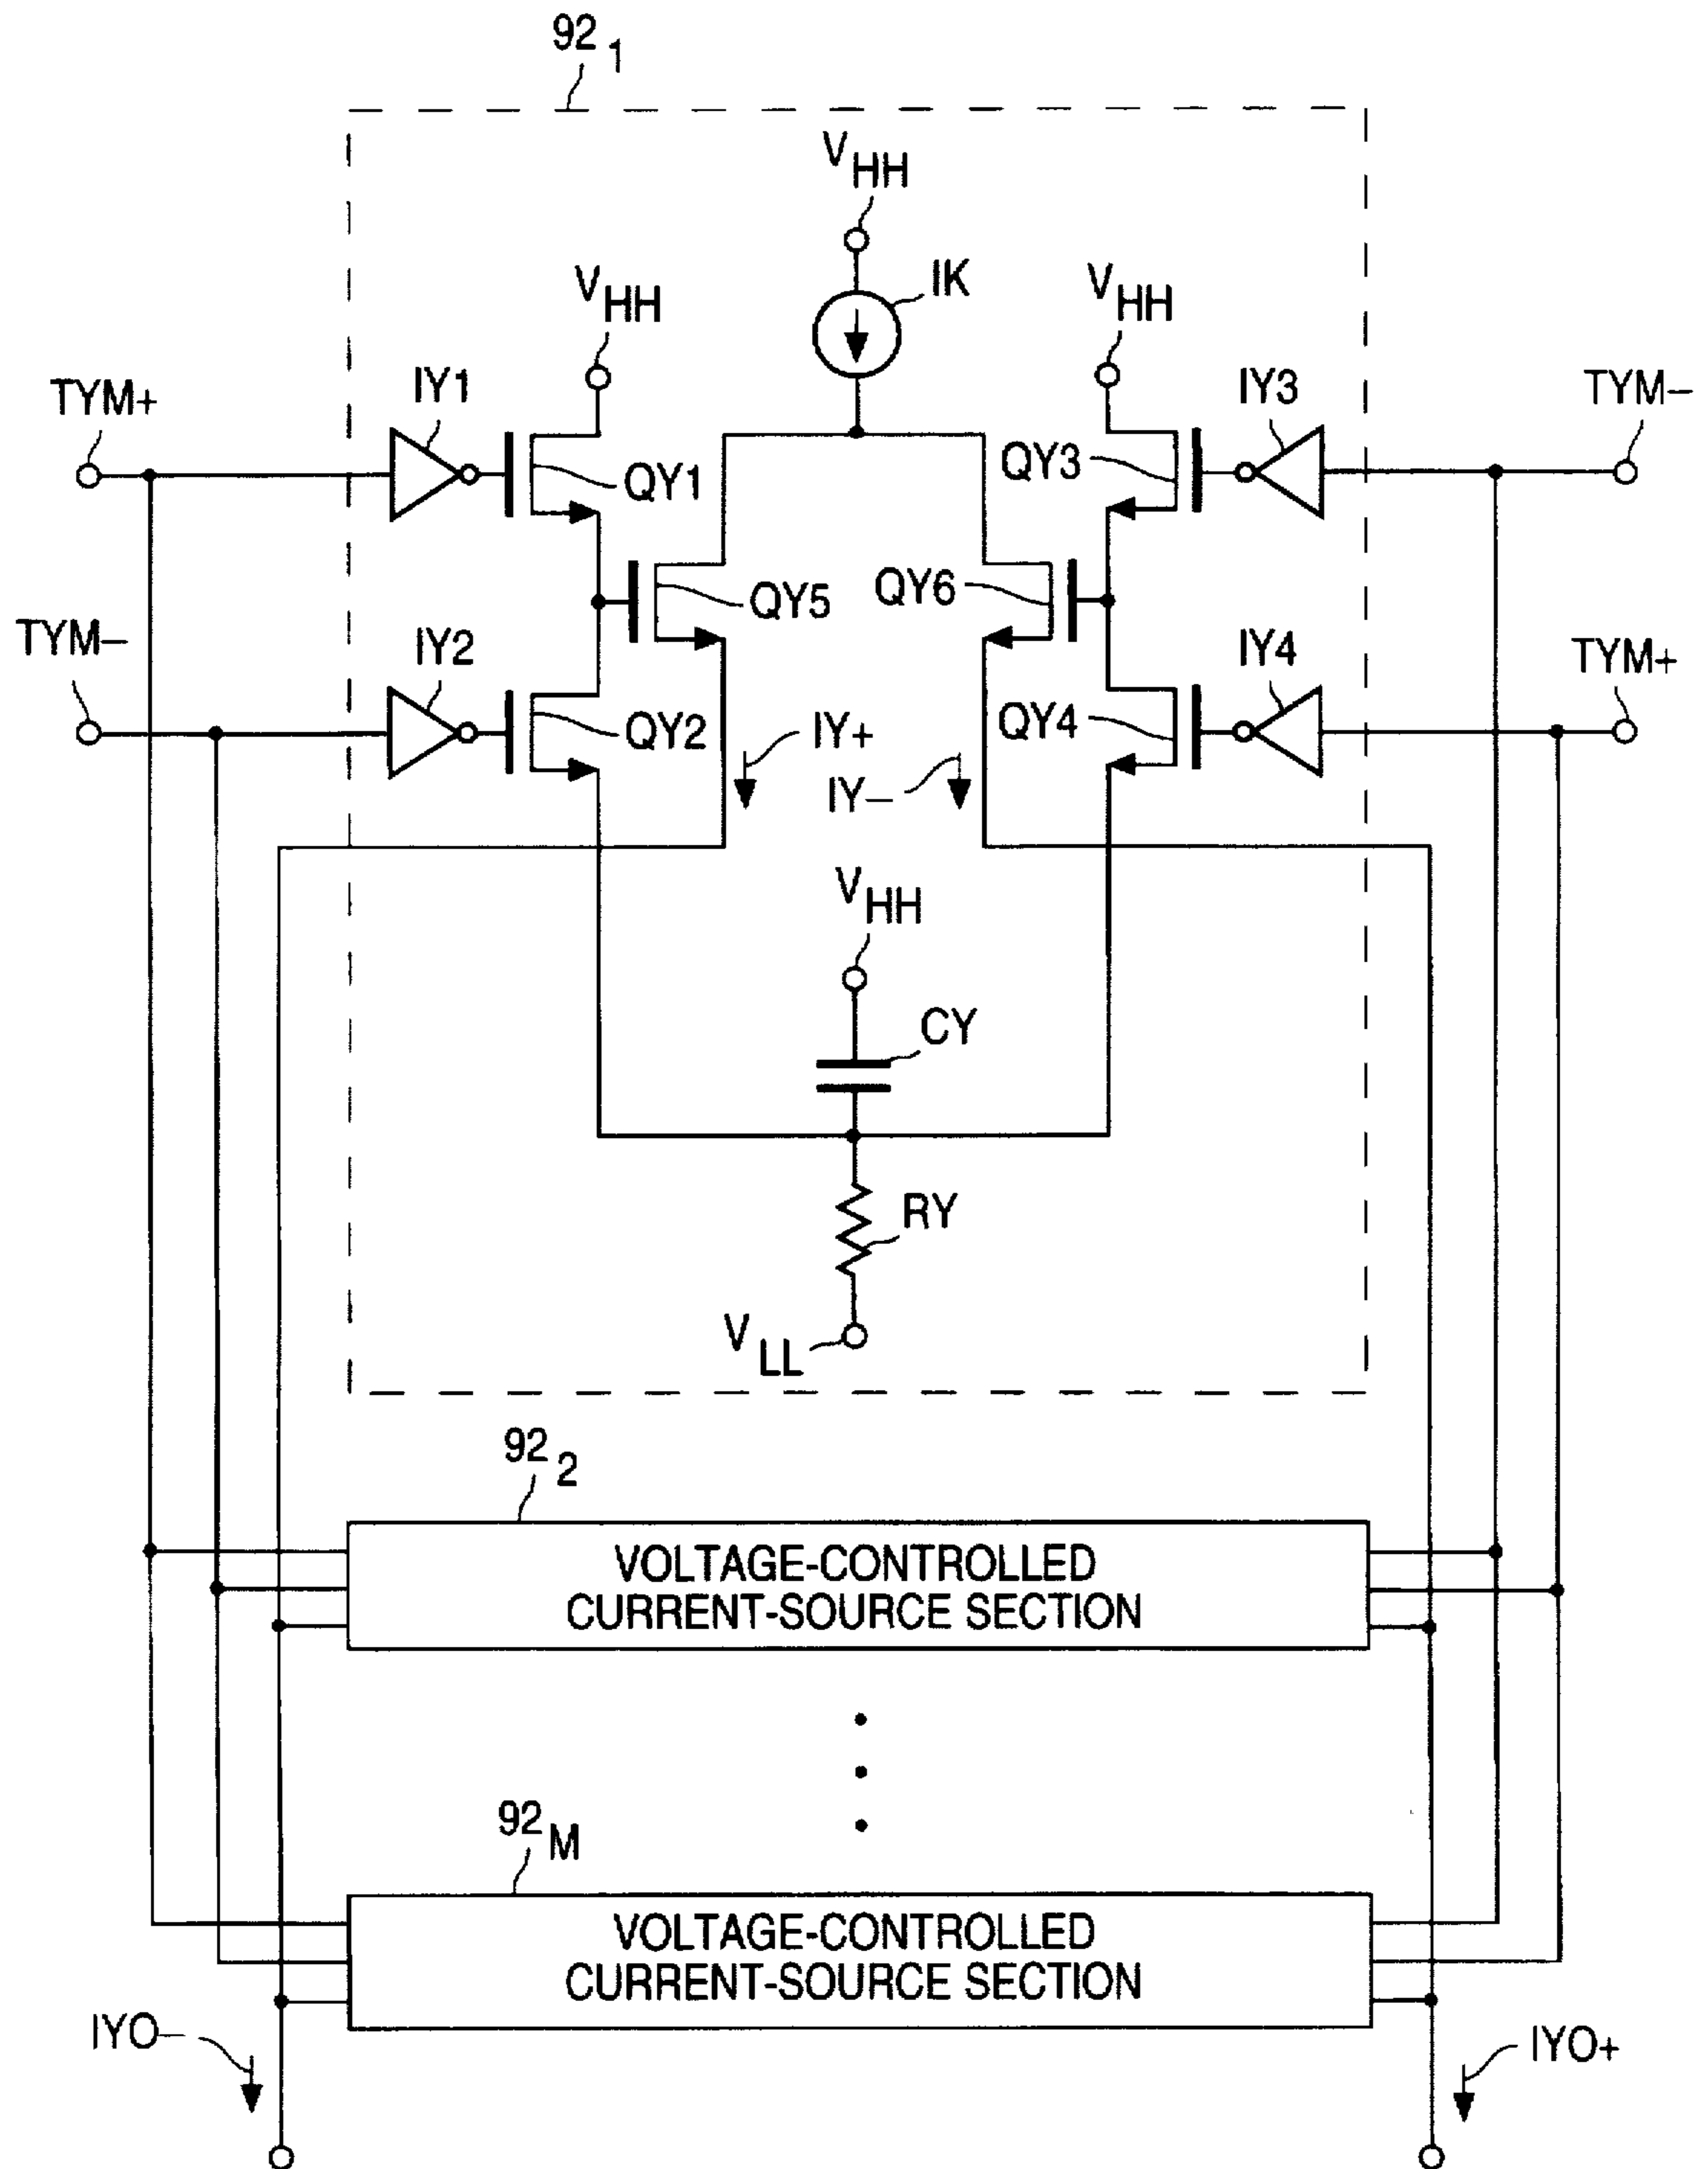 92 1
VHH
IK
VHH
VHH
TYM+
IY1
IY3
TYM–
QY1
QY3
QY5
QY6
TYM–
IY2
IY4
TYM+
QY2
QY4
IY+
IY–
VHH
CY
RY
VLL
92 2
VOLTAGE-CONTROLLED
CURRENT-SOURCE SECTION
92 M
VOLTAGE-CONTROLLED
CURRENT-SOURCE SECTION
IYO–
IYO+